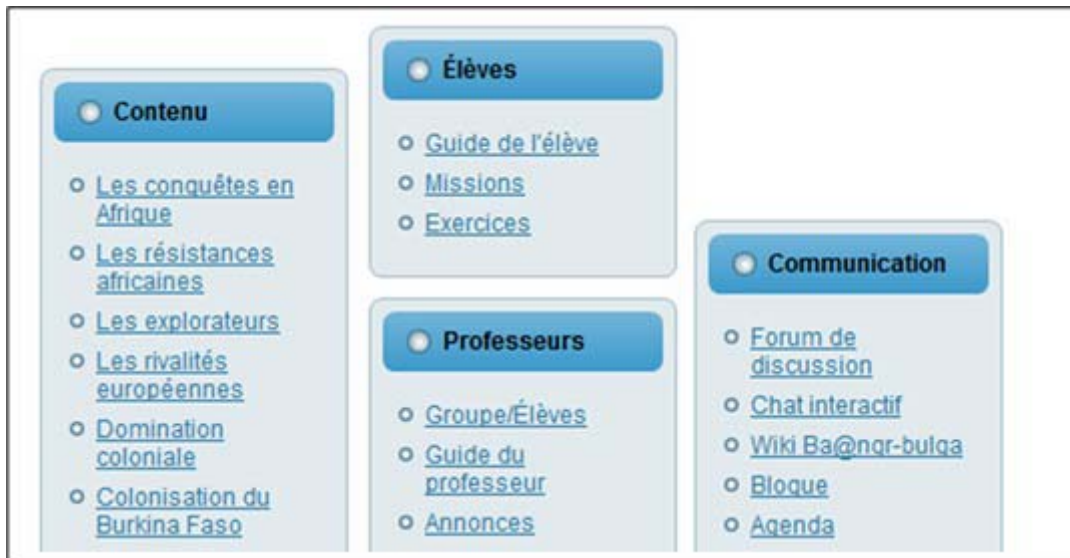 Contenu
Les conquêtes en
Afrique
Les résistances
africaines
Les explorateurs
Les rivalités
européennes
Domination
coloniale
Colonisation du
Burkina Faso
Élèves
Guide de l'élève
Missions
Exercices
Professeurs
Groupe/Élèves
Guide du
professeur
Annonces
Communication
Forum de
discussion
Chat interactif
Wiki Ba@ngr-bulga
Blogue
Agenda